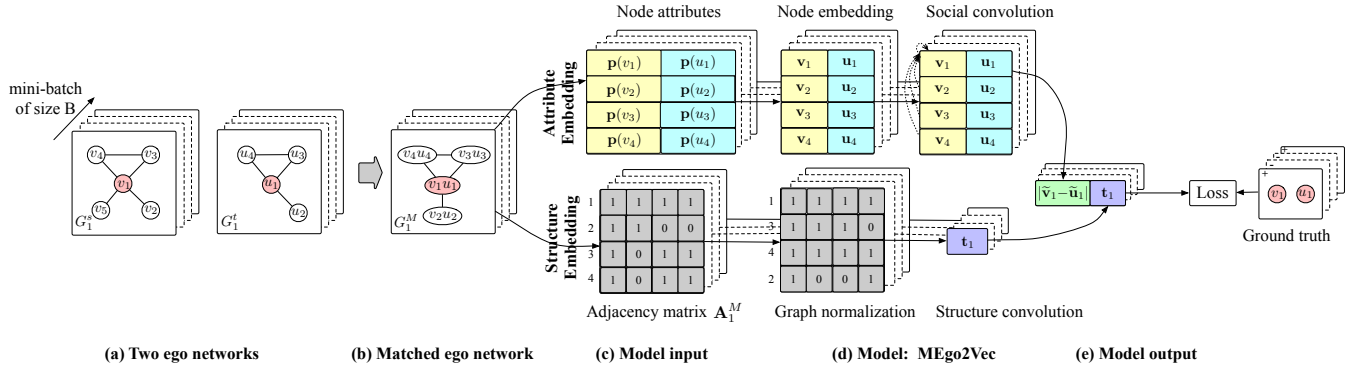 Node attributes
Node embedding
Social convolution
mini-batch
of size B
v4 v3
v1
v5 v2
G_1^s
u4 u3
u1
u2
G_1^t
v4u4 v3u3
v1u1
v2u2
G_1^M
Attribute
Embedding
p(v1) p(u1)
p(v2) p(u2)
p(v3) p(u3)
p(v4) p(u4)
v1 u1
v2 u2
v3 u3
v4 u4
v1 u1
v2 u2
v3 u3
v4 u4
Structure
Embedding
1 1 1 1 1
2 1 1 0 0
3 1 0 1 1
4 1 0 1 1
1 1 1 1 1
3 1 1 1 0
4 1 1 1 1
2 1 0 0 1
t1
|ṽ1−ũ1| t1
Loss
+ +
v1 u1
Ground truth
Adjacency matrix A_1^M
Graph normalization
Structure convolution
(a) Two ego networks
(b) Matched ego network
(c) Model input
(d) Model: MEgo2Vec
(e) Model output